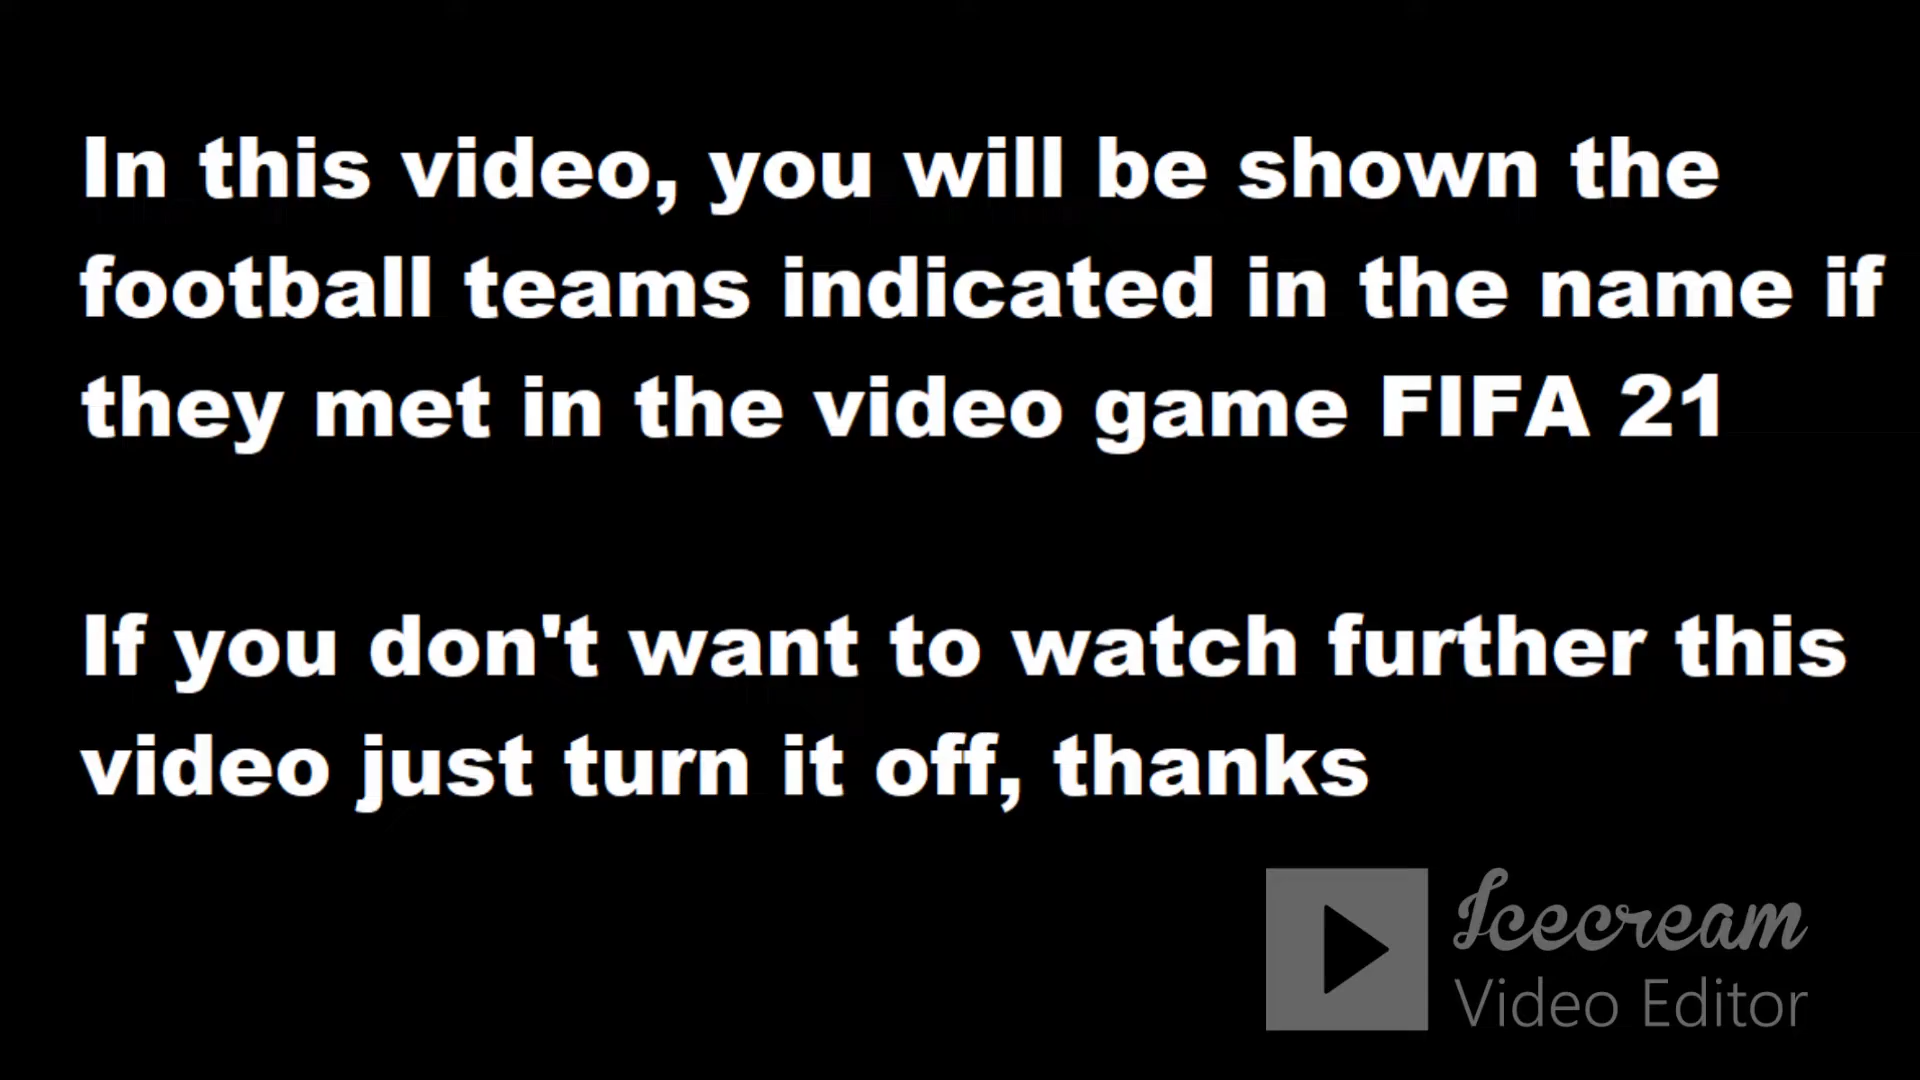 In this video, you will be shown the
football teams indicated in the name if
they met in the video game FIFA 21
If you don't want to watch further this
video just turn it off, thanks
Icecream
Video Editor